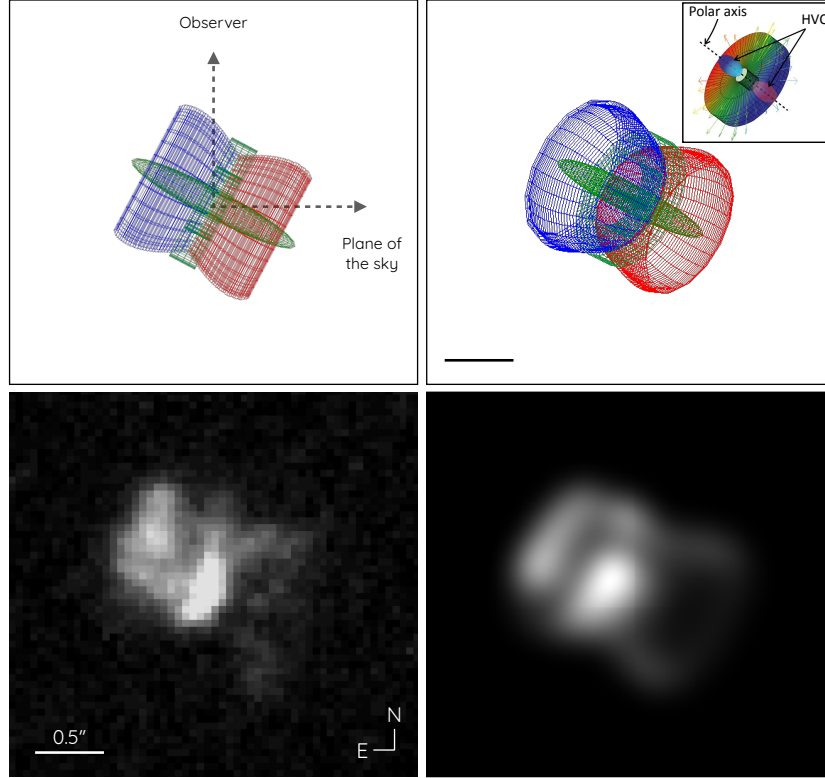 Observer
Plane of
the sky
Polar axis
HVC
0.5"
N
E